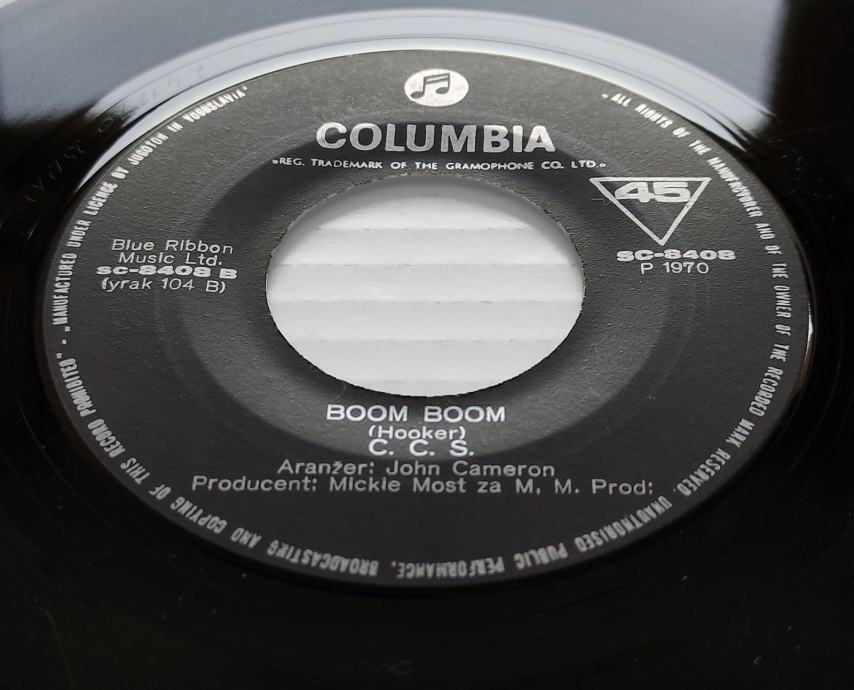 COLUMBIA
»REG. TRADEMARK OF THE GRAMOPHONE CO. LTD.«
45
SC-8408
P 1970
Blue Ribbon
Music Ltd.
SC-8408 B
(yrak 104 B)
BOOM BOOM
(Hooker)
C. C. S.
Aranžer: John Cameron
Producent: Mickie Most za M. M. Prod:
„MANUFACTURED UNDER LICENCE BY JUGOTON IN YUGOSLAVIA" „ALL RIGHTS OF THE MANUFACTURER AND OF THE OWNER OF THE RECORDED WARK RESERVED. UNAUTHORISED PUBLIC PERFORMANCE, BROADCASTING AND COPYING OF THIS RECORD PROHIBITED" -